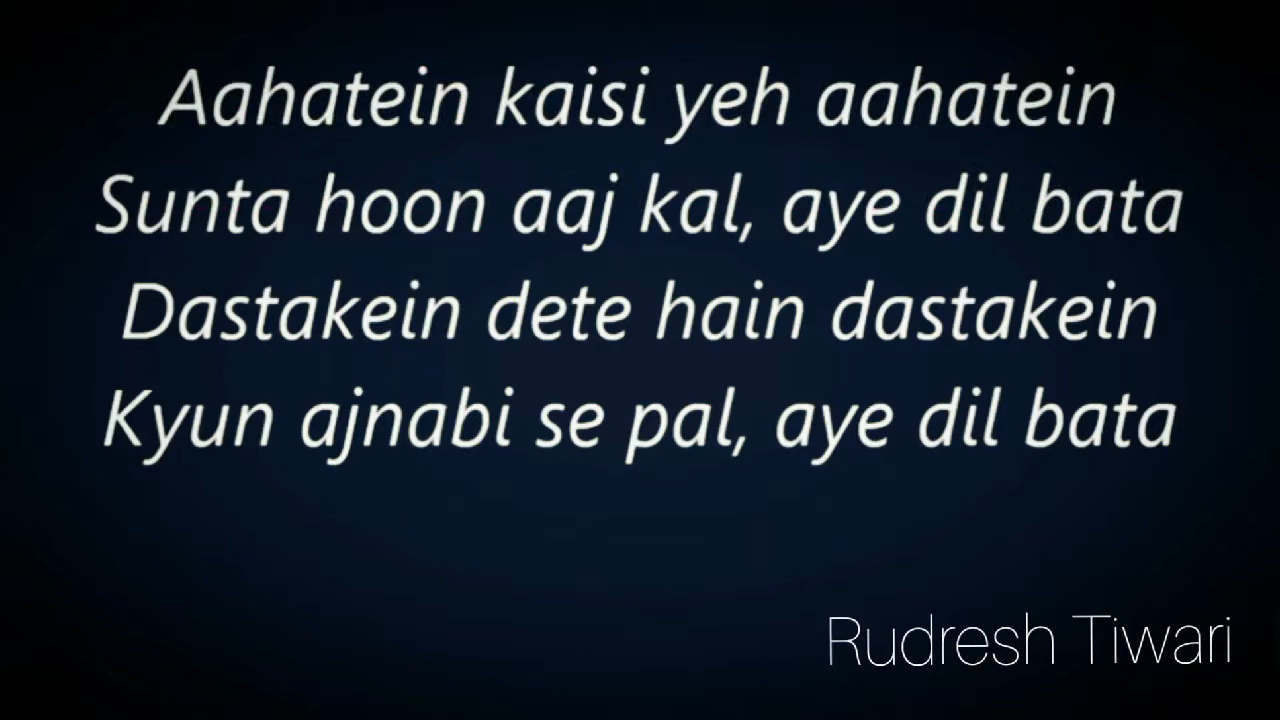 Aahatein kaisi yeh aahatein
Sunta hoon aaj kal, aye dil bata
Dastakein dete hain dastakein
Kyun ajnabi se pal, aye dil bata
Rudresh Tiwari